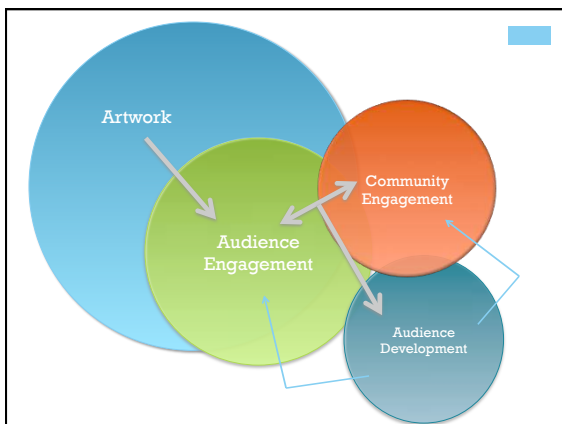 Artwork
Community
Engagement
Audience
Engagement
Audience
Development